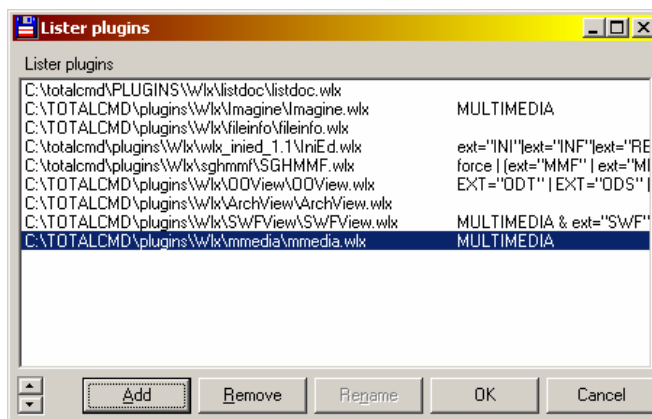 Lister plugins
Lister plugins
C:\totalcmd\PLUGINS\Wlx\listdoc\listdoc.wlx
C:\TOTALCMD\plugins\Wlx\Imagine\Imagine.wlx MULTIMEDIA
C:\TOTALCMD\plugins\Wlx\fileinfo\fileinfo.wlx
C:\TOTALCMD\plugins\Wlx\wlx_inied_1.1\IniEd.wlx ext="INI"|ext="INF"|ext="RE
C:\totalcmd\plugins\Wlx\sghmmf\SGHMMF.wlx force | (ext="MMF" | ext="MI
C:\TOTALCMD\plugins\Wlx\OOView\OOView.wlx EXT="ODT" | EXT="ODS" |
C:\TOTALCMD\plugins\Wlx\ArchView\ArchView.wlx
C:\TOTALCMD\plugins\Wlx\SWFView\SWFView.wlx MULTIMEDIA & ext="SWF"
C:\TOTALCMD\plugins\Wlx\mmedia\mmedia.wlx MULTIMEDIA
Add Remove Rename OK Cancel